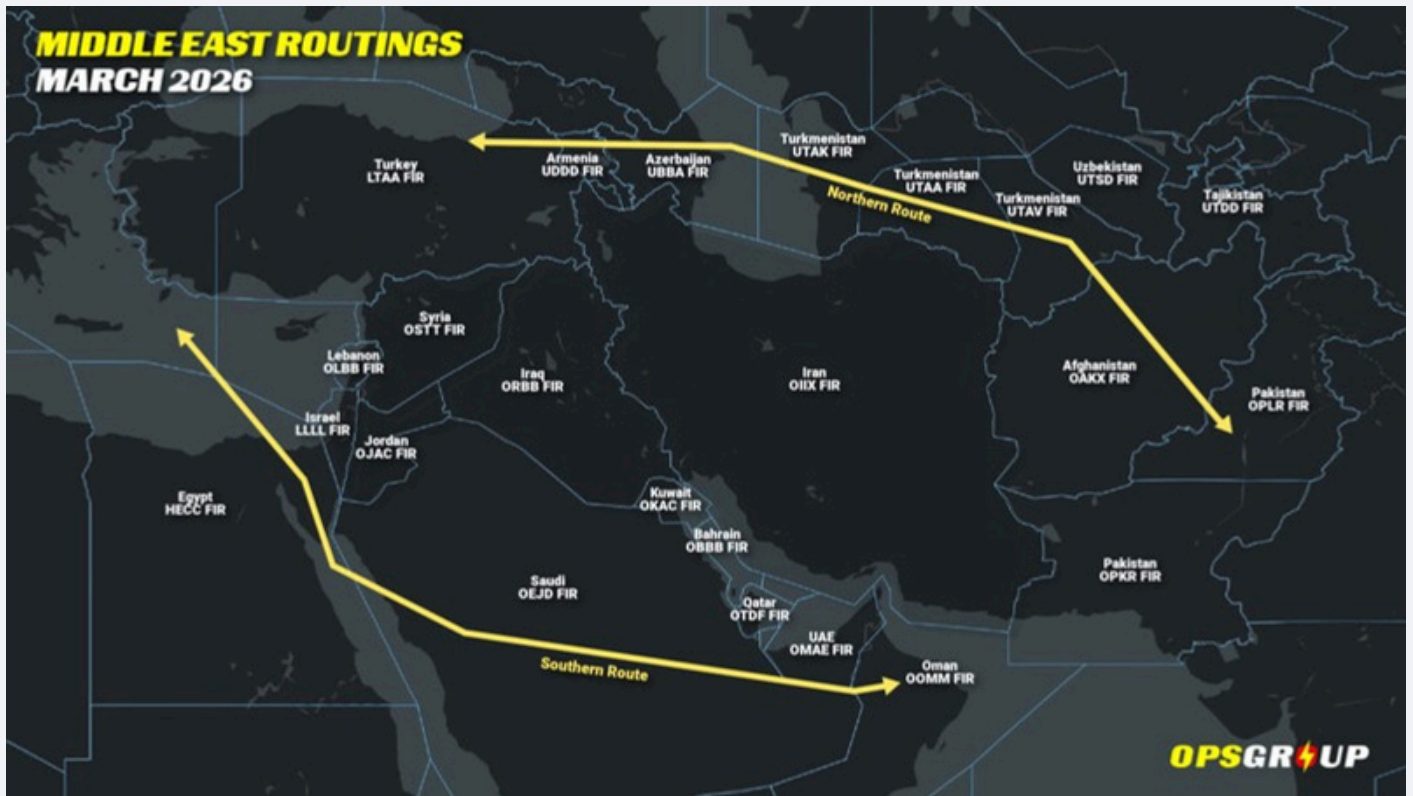 MIDDLE EAST ROUTINGS
MARCH 2026
Turkey
LTAA FIR
Armenia
UDDD FIR
Azerbaijan
UBBA FIR
Turkmenistan
UTAK FIR
Turkmenistan
UTAA FIR
Turkmenistan
UTAV FIR
Uzbekistan
UTSD FIR
Tajikistan
UTDD FIR
Northern Route
Syria
OSTT FIR
Lebanon
OLBB FIR
Iraq
ORBB FIR
Iran
OIIX FIR
Afghanistan
OAKX FIR
Pakistan
OPLR FIR
Israel
LLLL FIR
Jordan
OJAC FIR
Egypt
HECC FIR
Kuwait
OKAC FIR
Bahrain
OBBB FIR
Saudi
OEJD FIR
Qatar
OTDF FIR
UAE
OMAE FIR
Pakistan
OPKR FIR
Oman
OOMM FIR
Southern Route
OPSGROUP